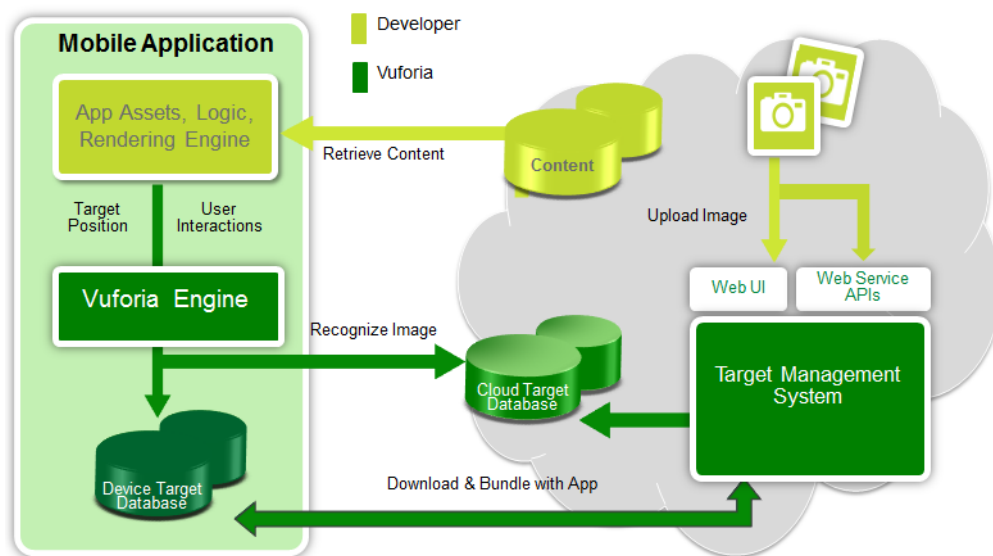 Mobile Application
Developer
Vuforia
App Assets, Logic,
Rendering Engine
Retrieve Content
Content
Target
Position
User
Interactions
Upload Image
Vuforia Engine
Web UI
Web Service
APIs
Recognize Image
Cloud Target
Database
Target Management
System
Device Target
Database
Download & Bundle with App